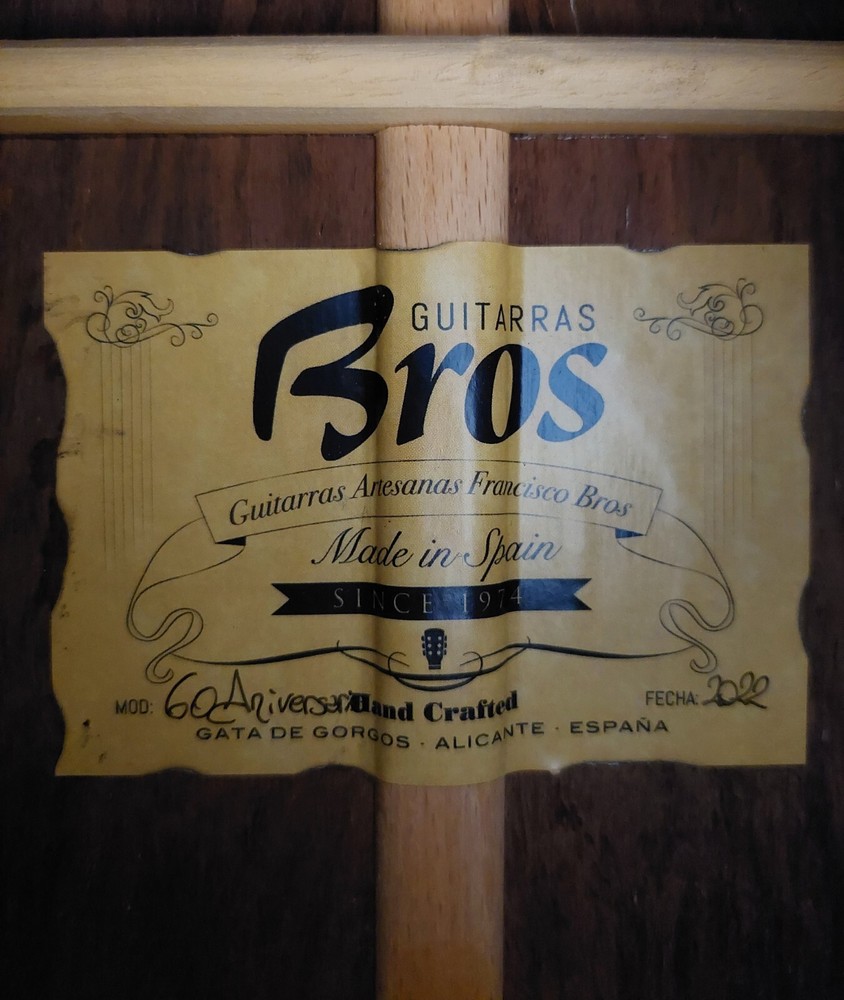 GUITARRAS
Bros
Guitarras Artesanas Francisco Bros
Made in Spain
SINCE 1974
MOD: 60 Aniversario Hand Crafted FECHA: 2022
GATA DE GORGOS · ALICANTE · ESPAÑA